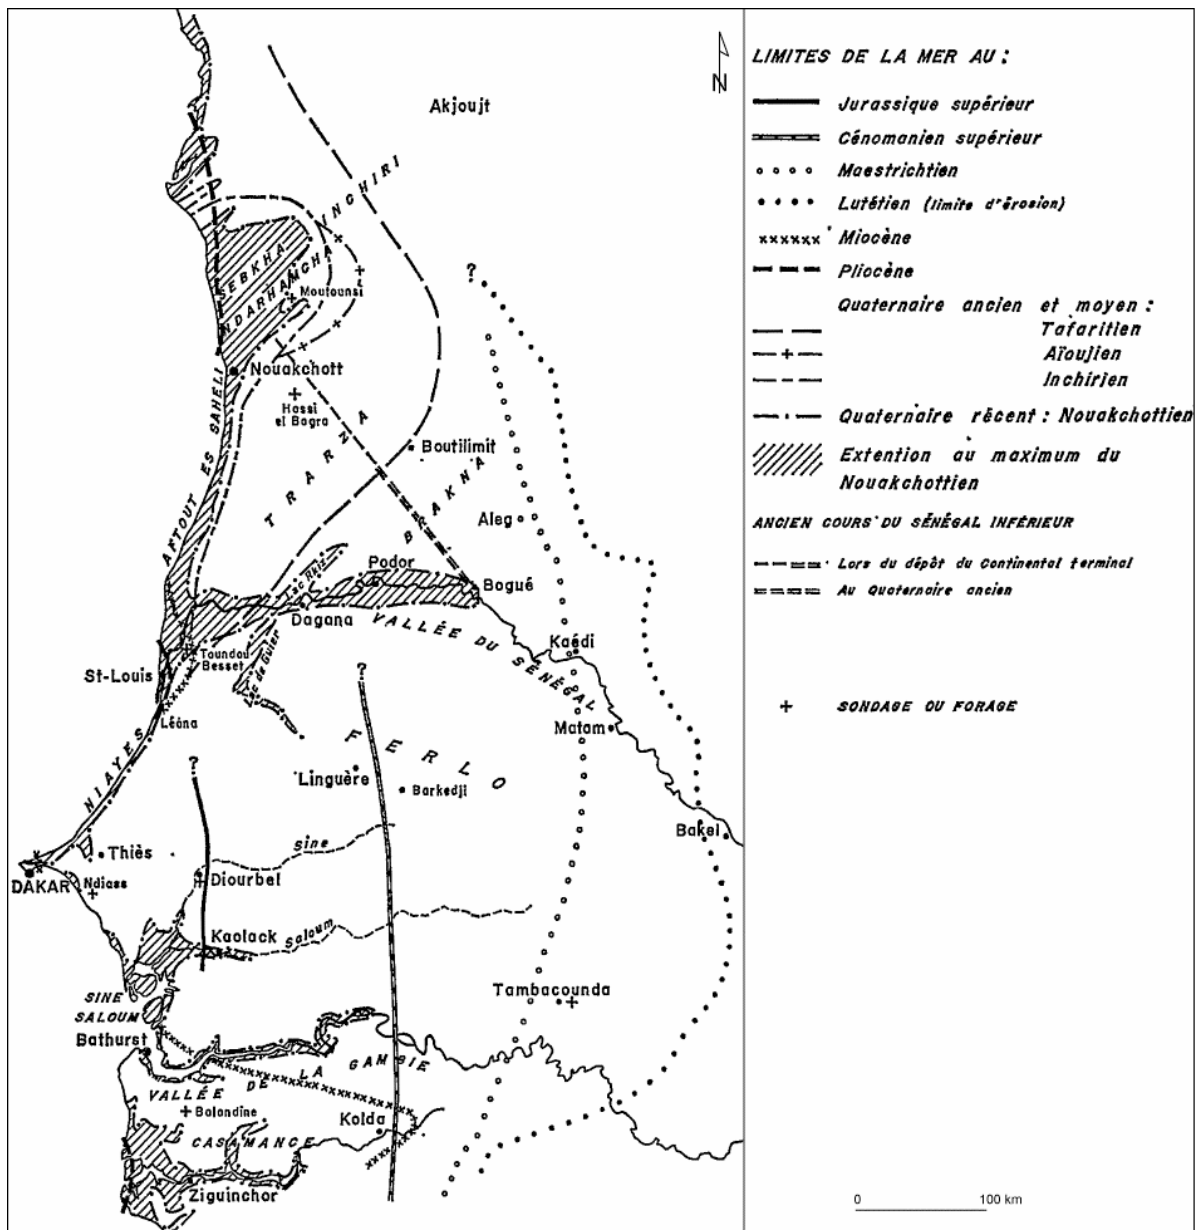 N
LIMITES DE LA MER AU :
Jurassique supérieur
Cénomanien supérieur
Maestrichtien
Lutétien (limite d'érosion)
Miocène
Pliocène
Quaternaire ancien et moyen :
Tafaritien
Aïoujien
Inchirien
Quaternaire récent : Nouakchottien
Extention au maximum du
Nouakchottien
ANCIEN COURS DU SÉNÉGAL INFÉRIEUR
Lors du dépôt du Continental terminal
Au Quaternaire ancien
SONDAGE OU FORAGE
0 100 km
Akjoujt
INCHIRI
SEBKHA
NDARHAMCHA
Moutounsi
?
Nouakchott
Hassi
el Bagra
AFTOUT ES SAHELI
TRARZA
Boutilimit
BRAKNA
Aleg
Podor
Bogué
Lac Rkiz
Dagana
VALLÉE DU SÉNÉGAL
Kaédi
Toundou
Besset
Lac de Guier
St-Louis
Léona
?
Matam
NIAYES
FERLO
?
Linguère
Barkedji
Bakel
Sine
Thiès
DAKAR
Ndiass
Diourbel
Kaolack
Saloum
Tambacounda
SINE
SALOUM
Bathurst
VALLÉE DE LA GAMBIE
Balandine
Kolda
CASAMANCE
Ziguinchor